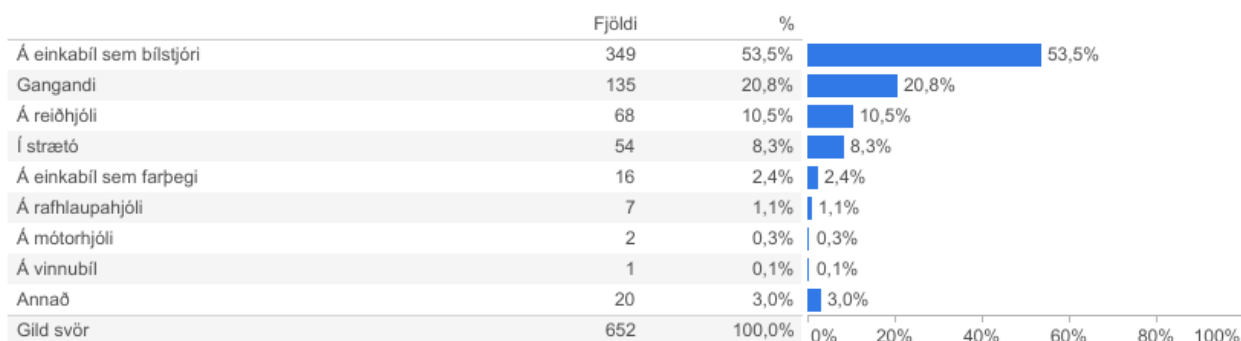 Fjöldi %
Á einkabíl sem bílstjóri 349 53,5% 53,5%
Gangandi 135 20,8% 20,8%
Á reiðhjóli 68 10,5% 10,5%
Í strætó 54 8,3% 8,3%
Á einkabíl sem farþegi 16 2,4% 2,4%
Á rafhlaupahjóli 7 1,1% 1,1%
Á mótorhjóli 2 0,3% 0,3%
Á vinnubíl 1 0,1% 0,1%
Annað 20 3,0% 3,0%
Gild svör 652 100,0%
0% 20% 40% 60% 80% 100%